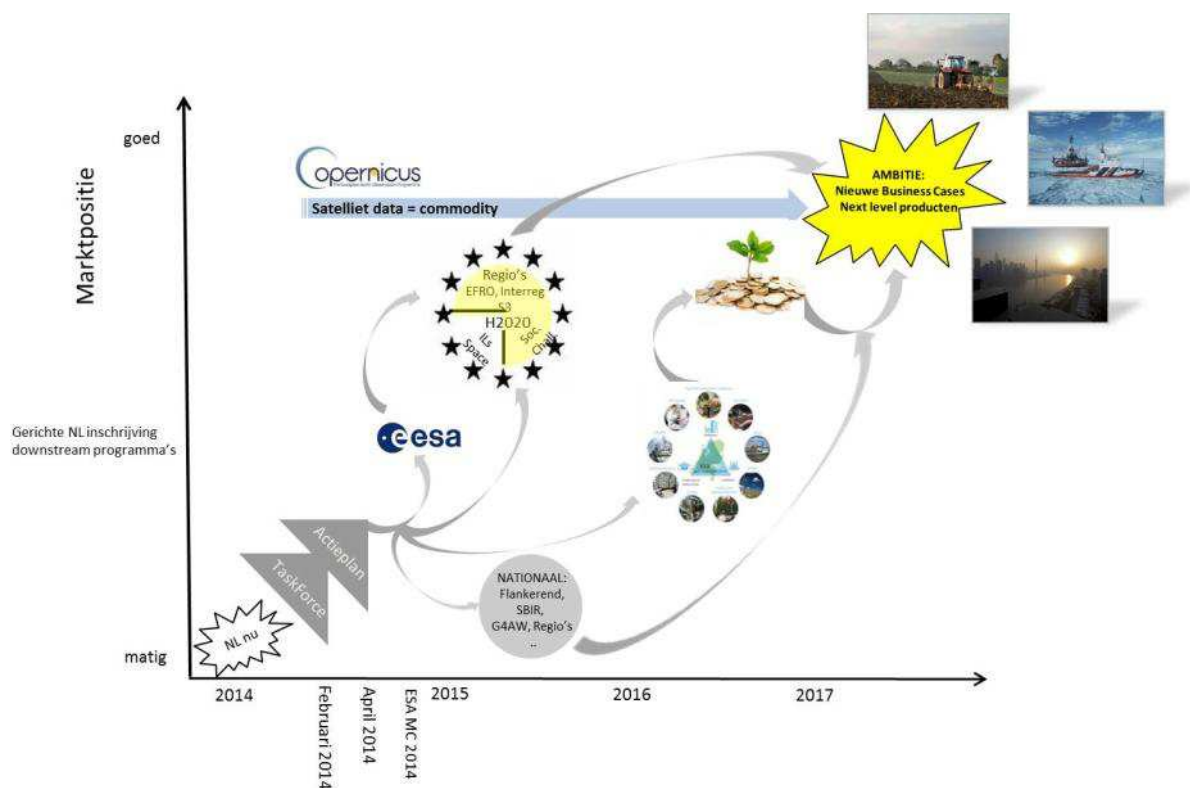 goed
Marktpositie
Copernicus
Satelliet data = commodity
AMBITIE:
Nieuwe Business Cases
Next level producten
Regio's
EFRO, Interreg
S3
H2020
ILs
Space
Soc.
Chall.
esa
Gerichte NL inschrijving
downstream programma's
Actieplan
TaskForce
NL nu
NATIONAAL:
Flankerend,
SBIR,
G4AW, Regio's
..
matig
2014
2015
2016
2017
Februari 2014
April 2014
ESA MC 2014